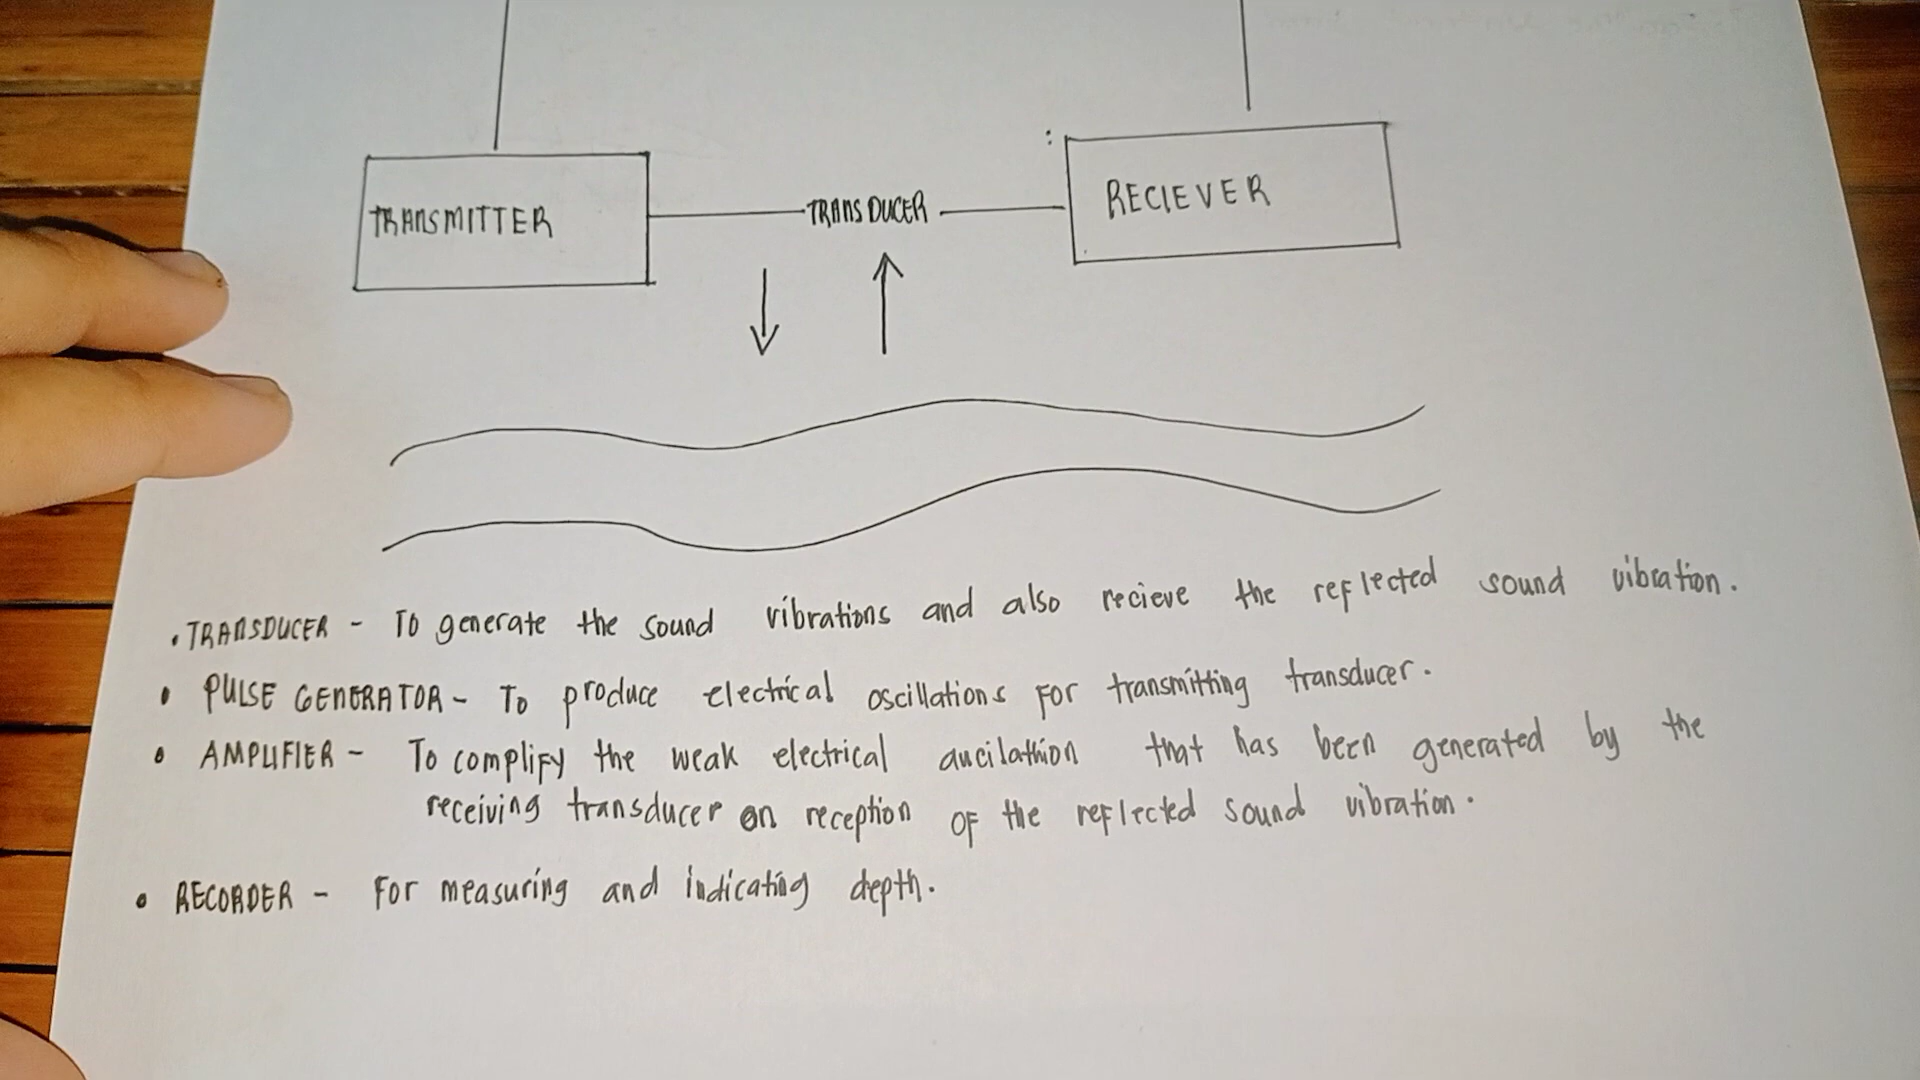 TRANSMITTER
TRANSDUCER
RECIEVER
• TRANSDUCER - To generate the sound vibrations and also recieve the reflected sound vibration.
• PULSE GENERATOR - To produce electrical oscillations for transmitting transducer.
• AMPLIFIER - To complify the weak electrical aucilathion that has been generated by the
receiving transducer on reception of the reflected sound vibration.
• RECORDER - For measuring and indicating depth.